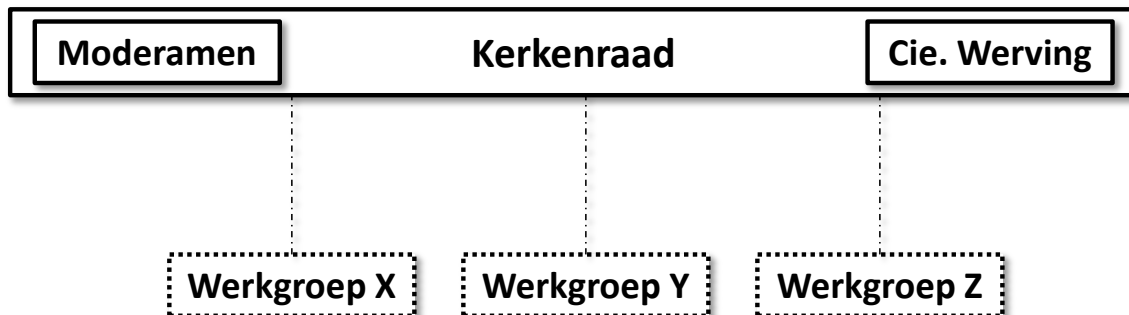 Moderamen
Kerkenraad
Cie. Werving
Werkgroep X
Werkgroep Y
Werkgroep Z